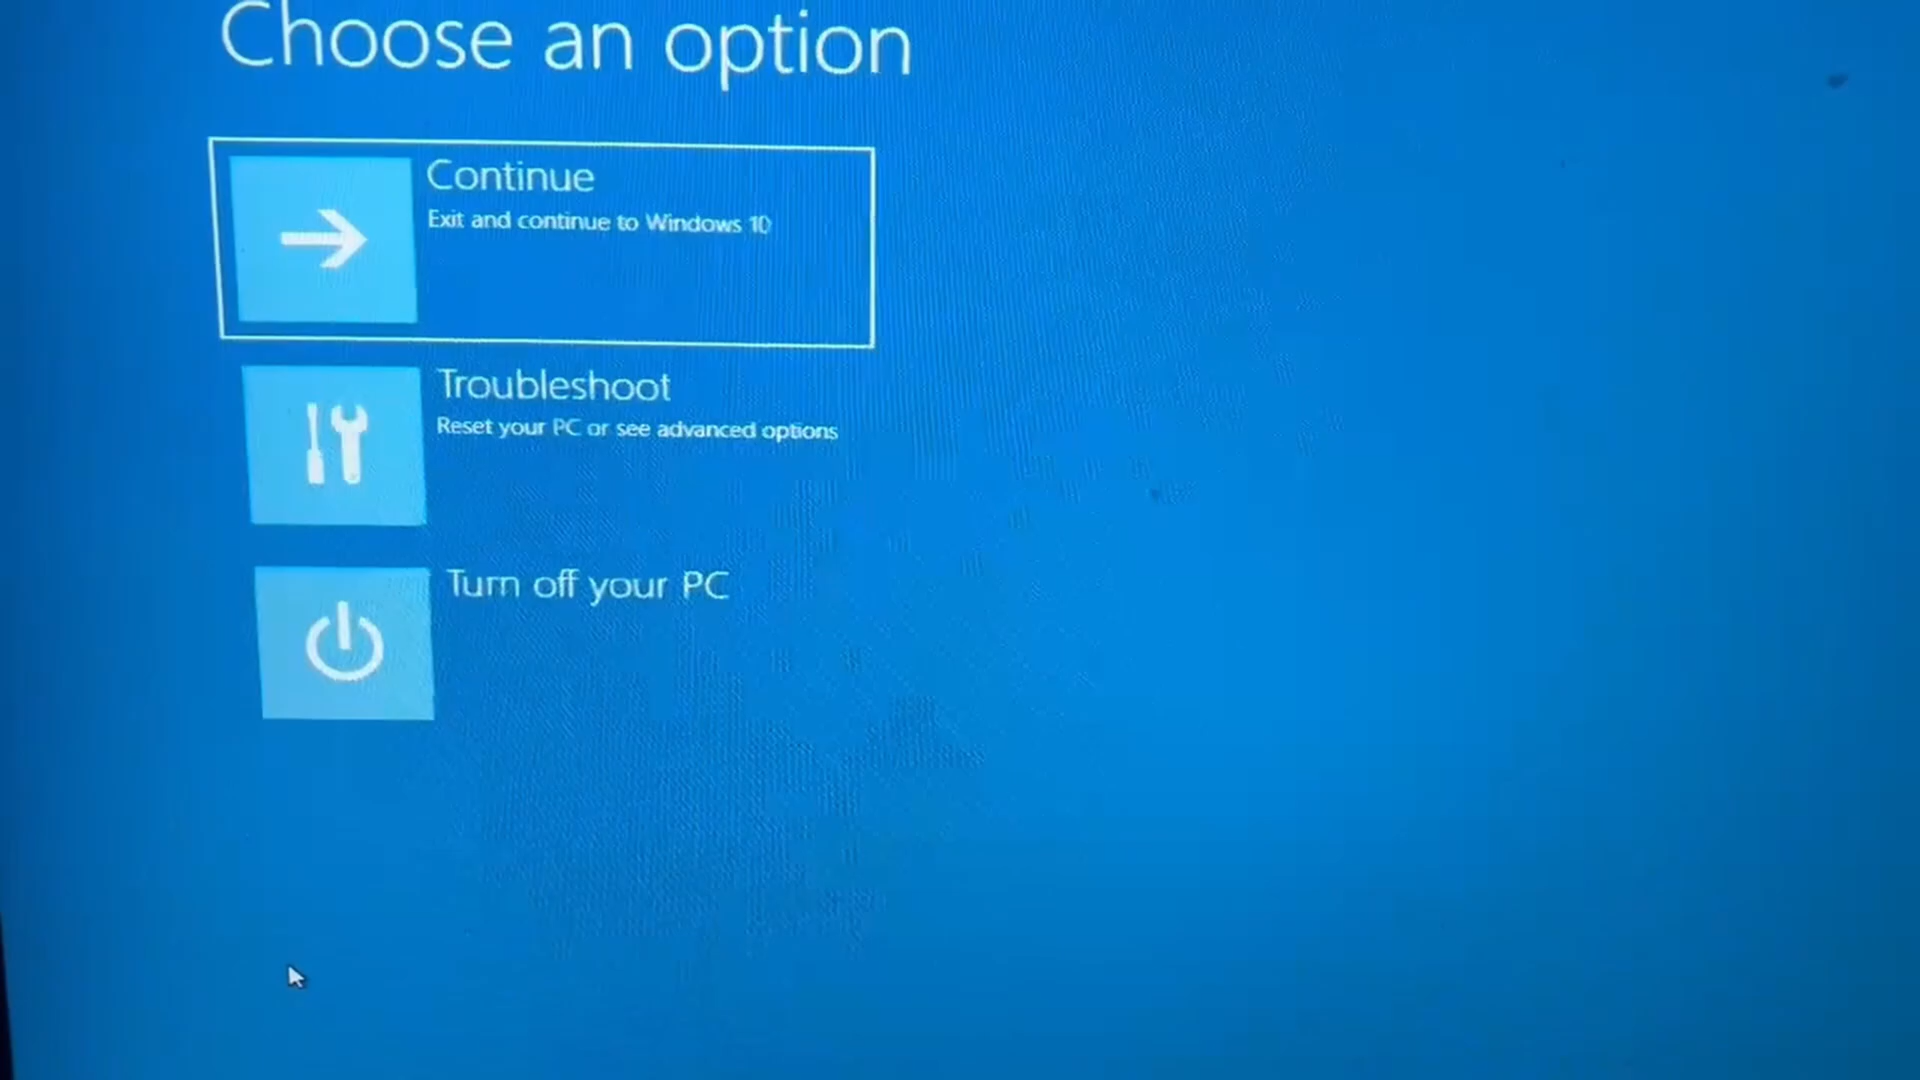 Choose an option
Continue
Exit and continue to Windows 10
Troubleshoot
Reset your PC or see advanced options
Turn off your PC